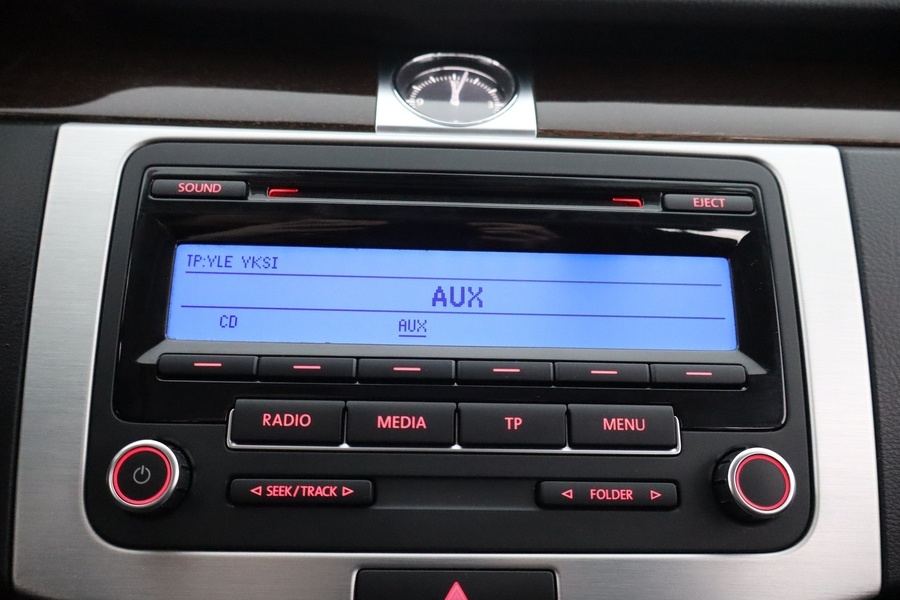 SOUND
EJECT
TP:YLE YKSI
AUX
CD AUX
RADIO MEDIA TP MENU
SEEK/TRACK FOLDER